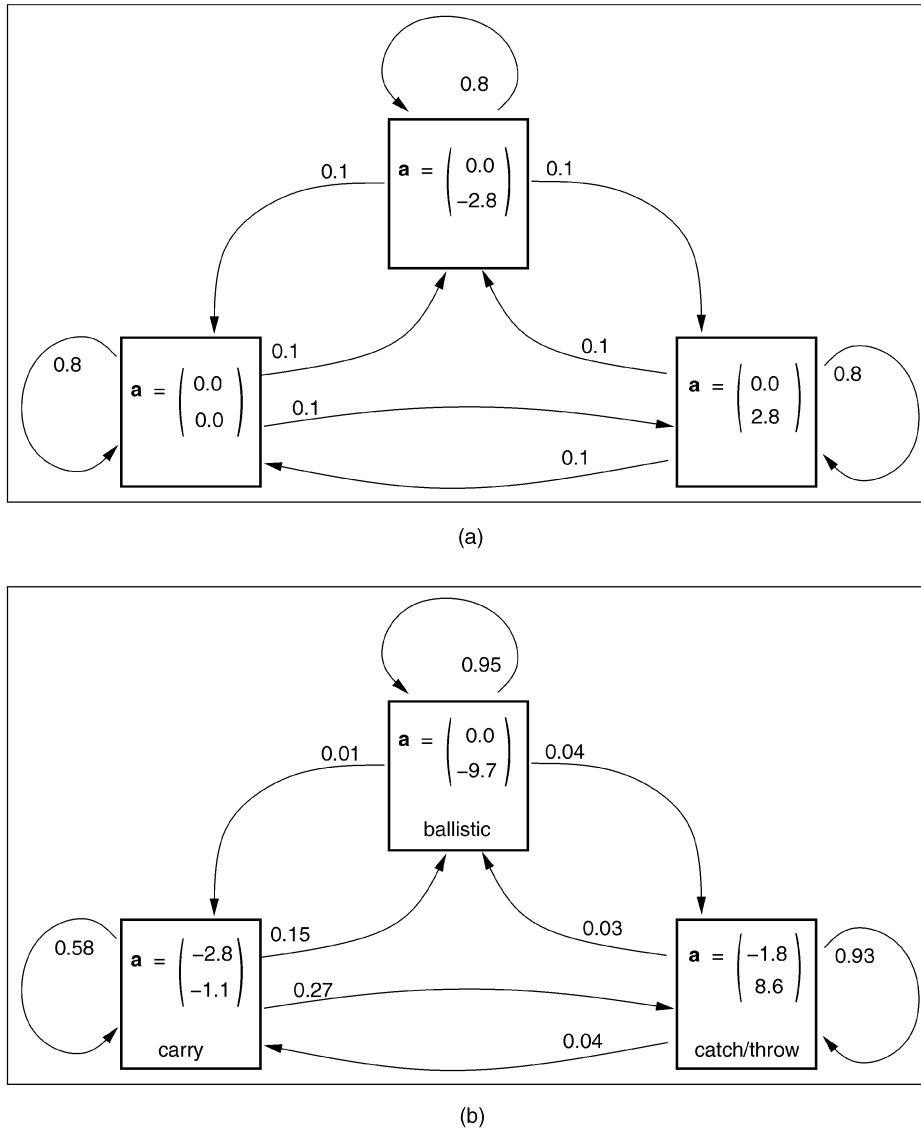 0.8
a = ( 0.0
−2.8 )
0.1
0.1
0.1
0.1
0.8
a = ( 0.0
0.0 )
0.1
a = ( 0.0
2.8 )
0.8
0.1
(a)
0.95
a = ( 0.0
−9.7 )
ballistic
0.01
0.04
0.15
0.03
0.58
a = ( −2.8
−1.1 )
carry
0.27
a = ( −1.8
8.6 )
catch/throw
0.93
0.04
(b)